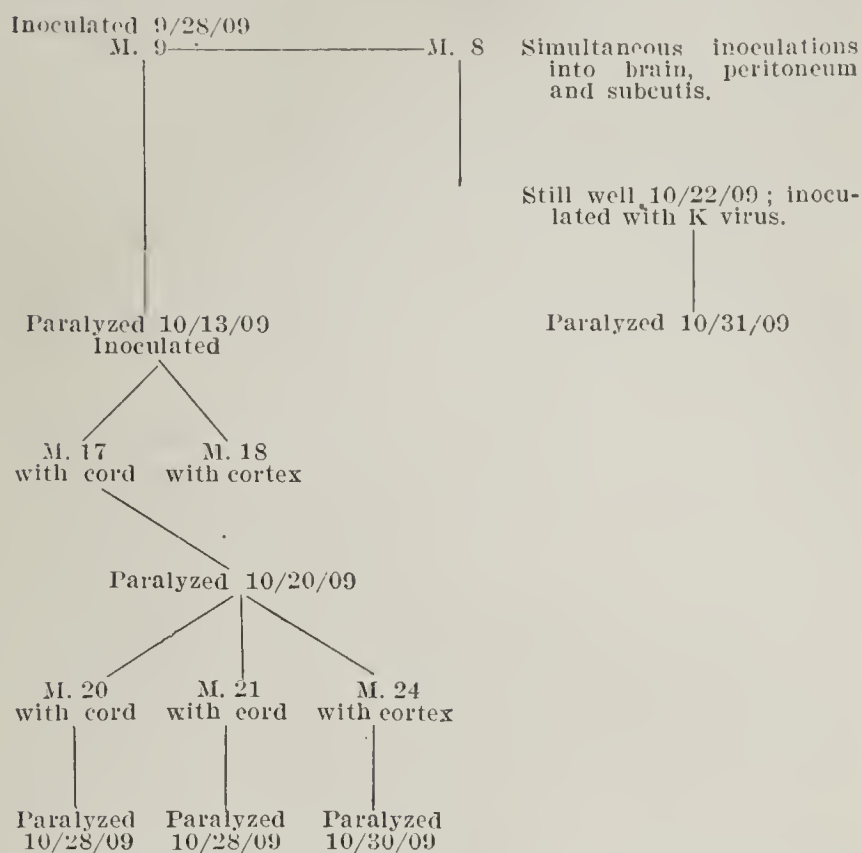 Inoculated 9/28/09
M. 9 M. 8 Simultaneous inoculations
into brain, peritoneum
and subcutis.
Still well 10/22/09; inocu-
lated with K virus.
Paralyzed 10/13/09 Paralyzed 10/31/09
Inoculated
M. 17 M. 18
with cord with cortex
Paralyzed 10/20/09
M. 20 M. 21 M. 24
with cord with cord with cortex
Paralyzed Paralyzed Paralyzed
10/28/09 10/28/09 10/30/09